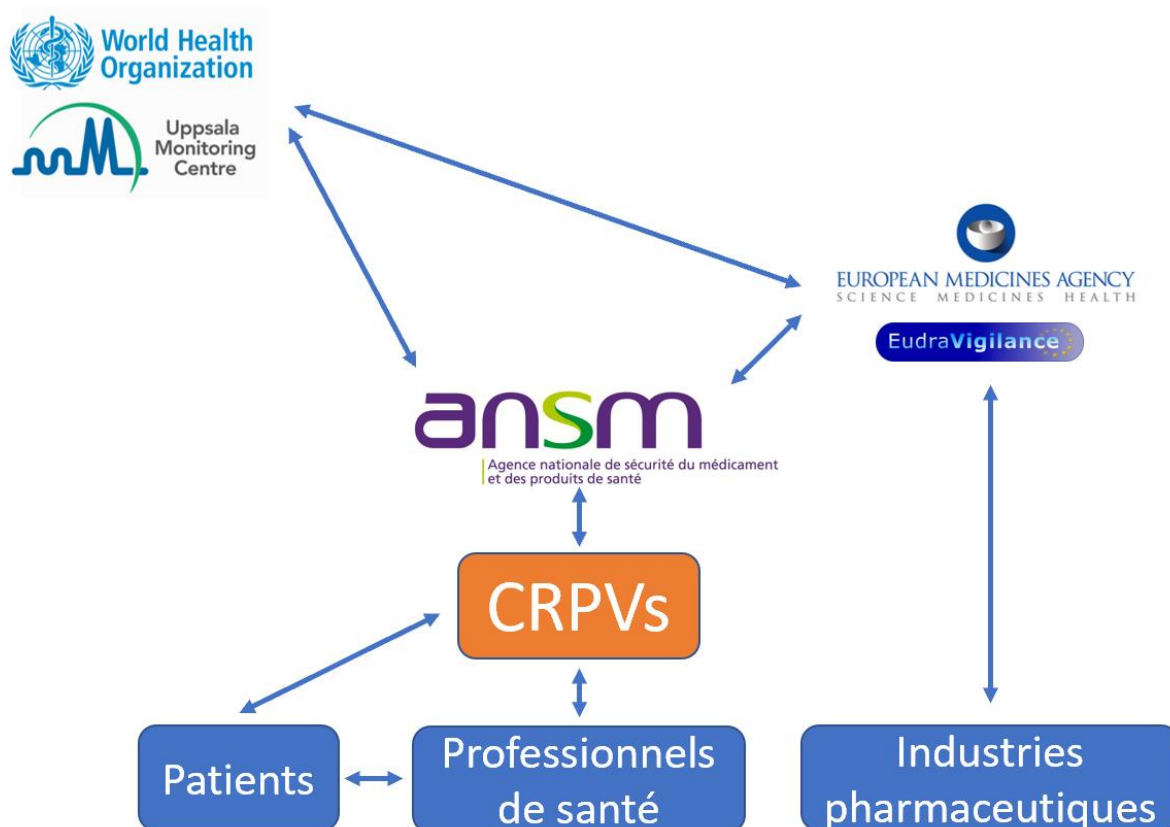 World Health
Organization
Uppsala
Monitoring
Centre
EUROPEAN MEDICINES AGENCY
SCIENCE MEDICINES HEALTH
EudraVigilance
ansm
Agence nationale de sécurité du médicament
et des produits de santé
CRPVs
Patients
Professionnels
de santé
Industries
pharmaceutiques